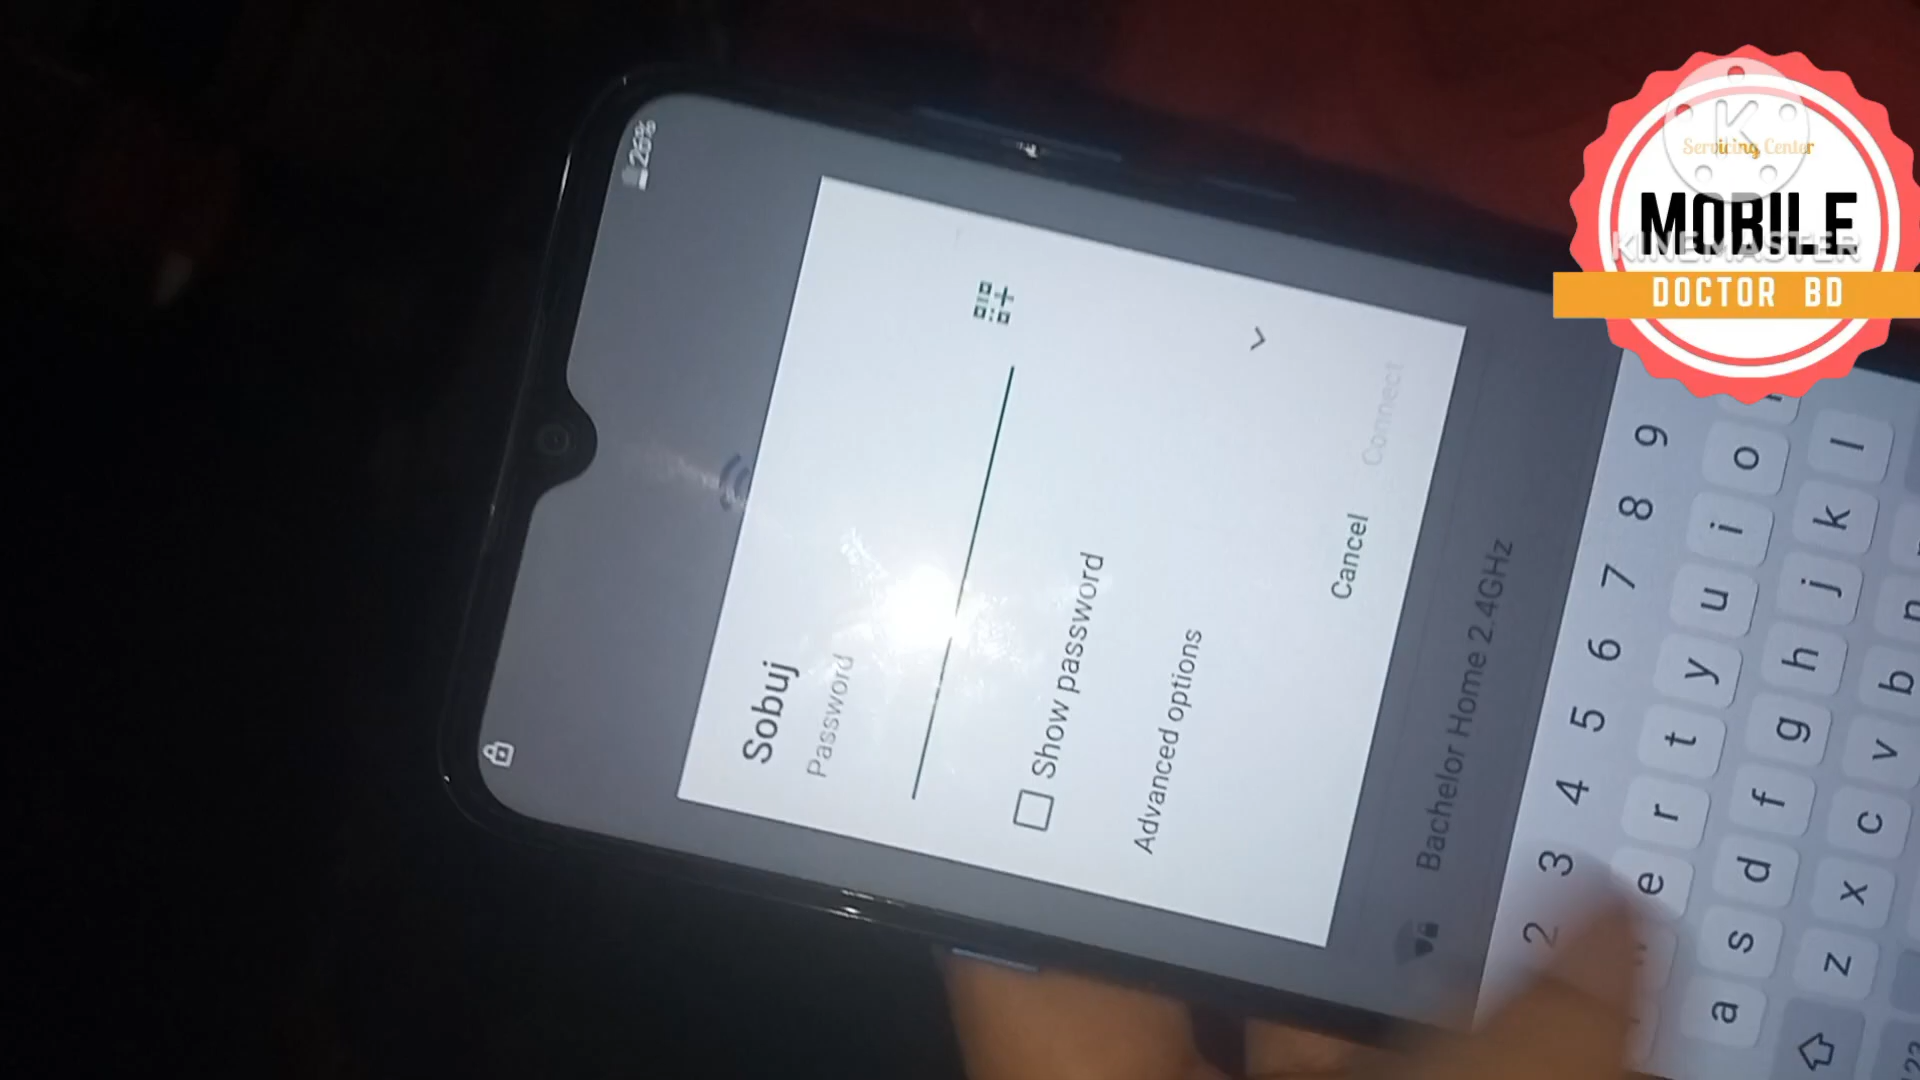 26%
Sobuj
Password
Show password
Advanced options
Cancel Connect
Bachelor Home 2.4GHz
2 3 4 5 6 7 8 9
e r t y u i o
a s d f g h j k l
z x c v b n
Servicing Center
K
MOBILE
KINEMASTER
DOCTOR BD